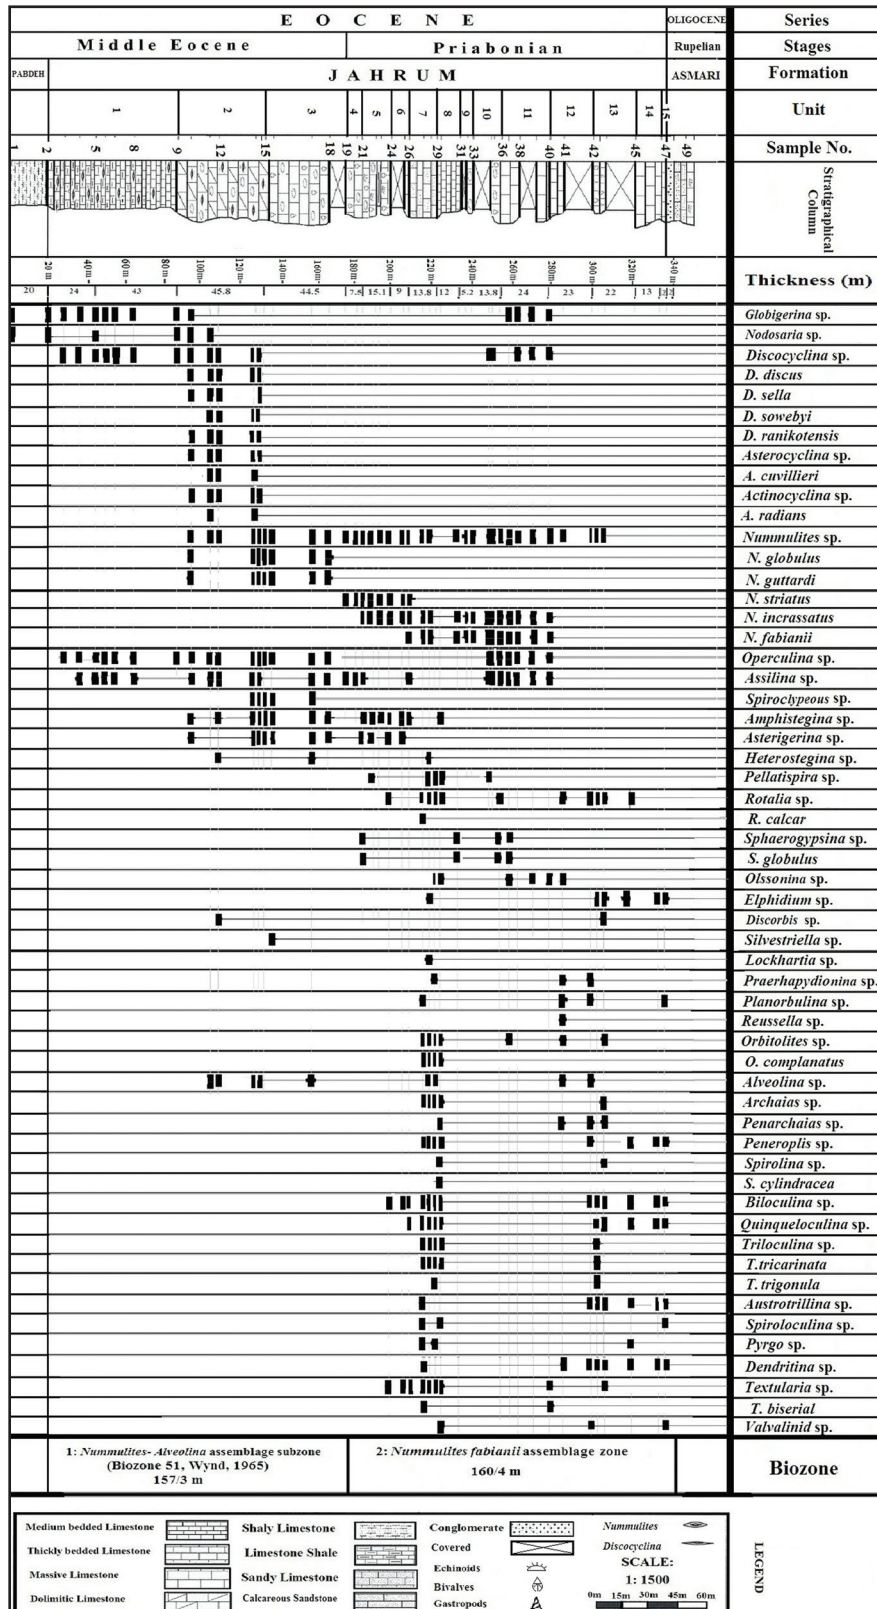 E O C E N E OLIGOCENE Series
Middle Eocene Priabonian Rupelian Stages
PABDEH J A H R U M ASMARI Formation
1 2 3 4 5 6 7 8 9 10 11 12 13 14 15 Unit
1 2 5 8 9 12 15 18 19 21 24 26 29 31 33 36 38 40 41 42 45 47 49 Sample No.
Stratigraphical
Column
20 m 40m 60 m 80 m 100m 120 m 140m 160 m 180m 200 m 220 m 240 m 260 m 280 m 300 m 320 m 340 m
Thickness (m)
20 24 43 45.8 44.5 7.5 15.1 9 13.8 12 5.2 13.8 24 23 22 13
Globigerina sp.
Nodosaria sp.
Discocyclina sp.
D. discus
D. sella
D. sowebyi
D. ranikotensis
Asterocyclina sp.
A. cuvillieri
Actinocyclina sp.
A. radians
Nummulites sp.
N. globulus
N. guttardi
N. striatus
N. incrassatus
N. fabianii
Operculina sp.
Assilina sp.
Spiroclypeous sp.
Amphistegina sp.
Asterigerina sp.
Heterostegina sp.
Pellatispira sp.
Rotalia sp.
R. calcar
Sphaerogypsina sp.
S. globulus
Olssonina sp.
Elphidium sp.
Discorbis sp.
Silvestriella sp.
Lockhartia sp.
Praerhapydionina sp.
Planorbulina sp.
Reussella sp.
Orbitolites sp.
O. complanatus
Alveolina sp.
Archaias sp.
Penarchaias sp.
Peneroplis sp.
Spirolina sp.
S. cylindracea
Biloculina sp.
Quinqueloculina sp.
Triloculina sp.
T.tricarinata
T. trigonula
Austrotrillina sp.
Spiroloculina sp.
Pyrgo sp.
Dendritina sp.
Textularia sp.
T. biserial
Valvalinid sp.
1: Nummulites- Alveolina assemblage subzone
(Biozone 51, Wynd, 1965)
157/3 m
2: Nummulites fabianii assemblage zone
160/4 m
Biozone
Medium bedded Limestone
Thickly bedded Limestone
Massive Limestone
Dolimitic Limestone
Shaly Limestone
Limestone Shale
Sandy Limestone
Calcareous Sandstone
Conglomerate
Covered
Echinoids
Bivalves
Gastropods
Nummulites
Discocyclina
SCALE:
1: 1500
0m 15m 30m 45m 60m
LEGEND